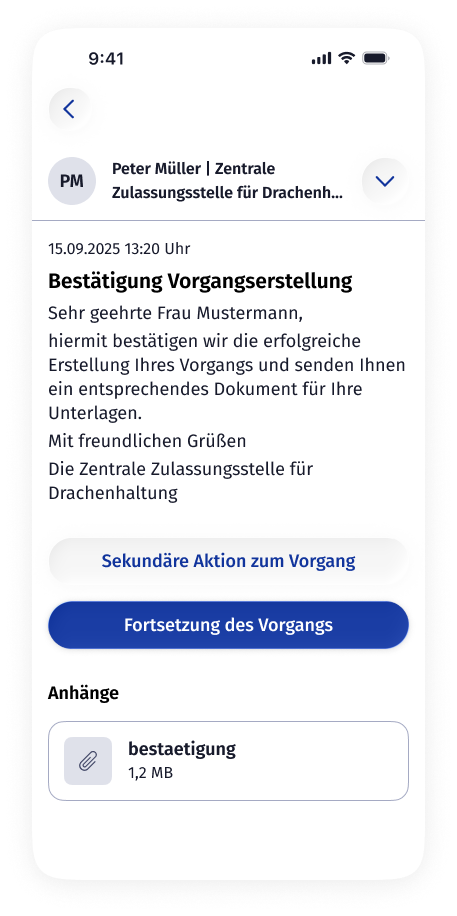 9:41
PM
Peter Müller | Zentrale
Zulassungsstelle für Drachenh...
15.09.2025 13:20 Uhr
Bestätigung Vorgangserstellung
Sehr geehrte Frau Mustermann,
hiermit bestätigen wir die erfolgreiche
Erstellung Ihres Vorgangs und senden Ihnen
ein entsprechendes Dokument für Ihre
Unterlagen.
Mit freundlichen Grüßen
Die Zentrale Zulassungsstelle für
Drachenhaltung
Sekundäre Aktion zum Vorgang
Fortsetzung des Vorgangs
Anhänge
bestaetigung
1,2 MB